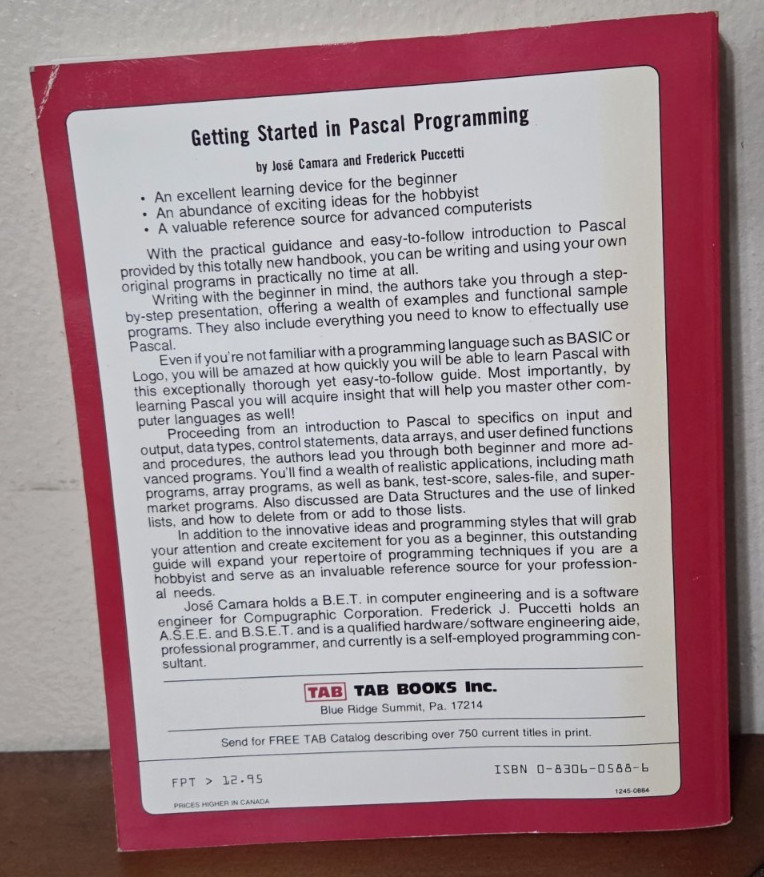 Getting Started in Pascal Programming
by José Camara and Frederick Puccetti
• An excellent learning device for the beginner
• An abundance of exciting ideas for the hobbyist
• A valuable reference source for advanced computerists
With the practical guidance and easy-to-follow introduction to Pascal
provided by this totally new handbook, you can be writing and using your own
original programs in practically no time at all.
Writing with the beginner in mind, the authors take you through a step-
by-step presentation, offering a wealth of examples and functional sample
programs. They also include everything you need to know to effectually use
Pascal.
Even if you're not familiar with a programming language such as BASIC or
Logo, you will be amazed at how quickly you will be able to learn Pascal with
this exceptionally thorough yet easy-to-follow guide. Most importantly, by
learning Pascal you will acquire insight that will help you master other com-
puter languages as well!
Proceeding from an introduction to Pascal to specifics on input and
output, data types, control statements, data arrays, and user defined functions
and procedures, the authors lead you through both beginner and more ad-
vanced programs. You'll find a wealth of realistic applications, including math
programs, array programs, as well as bank, test-score, sales-file, and super-
market programs. Also discussed are Data Structures and the use of linked
lists, and how to delete from or add to those lists.
In addition to the innovative ideas and programming styles that will grab
your attention and create excitement for you as a beginner, this outstanding
guide will expand your repertoire of programming techniques if you are a
hobbyist and serve as an invaluable reference source for your profession-
al needs.
José Camara holds a B.E.T. in computer engineering and is a software
engineer for Compugraphic Corporation. Frederick J. Puccetti holds an
A.S.E.E. and B.S.E.T. and is a qualified hardware/software engineering aide,
professional programmer, and currently is a self-employed programming con-
sultant.
TAB TAB BOOKS Inc.
Blue Ridge Summit, Pa. 17214
Send for FREE TAB Catalog describing over 750 current titles in print.
FPT > 12.95
ISBN 0-8306-0588-6
PRICES HIGHER IN CANADA
1245-0884